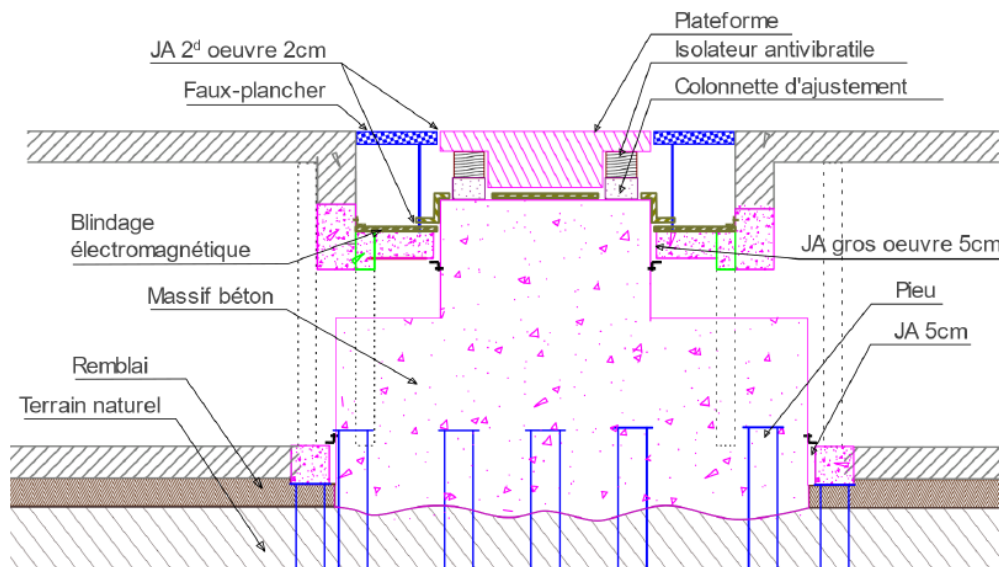 Plateforme
JA 2d oeuvre 2cm
Isolateur antivibratile
Faux-plancher
Colonnette d'ajustement
Blindage
électromagnétique
JA gros oeuvre 5cm
Massif béton
Pieu
JA 5cm
Remblai
Terrain naturel